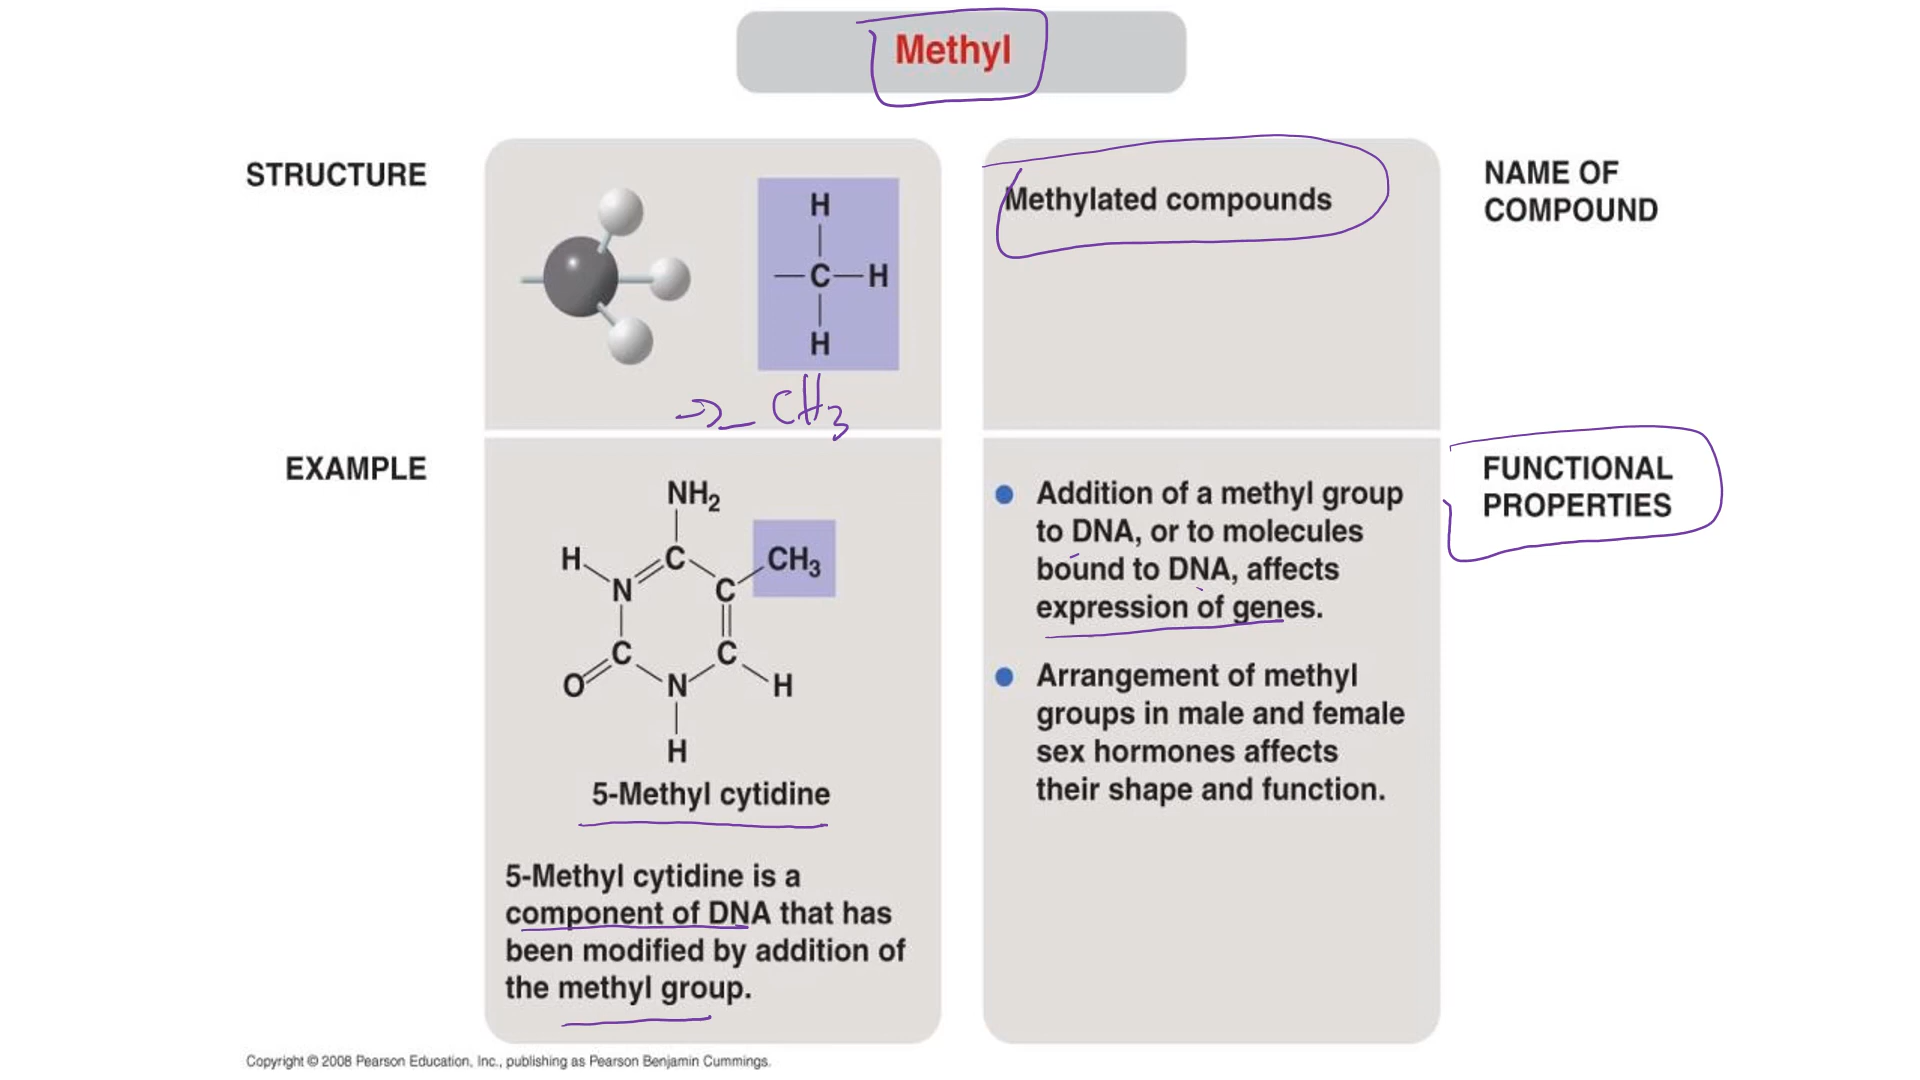 Methyl
STRUCTURE
H
C H
H
CH3
Methylated compounds
NAME OF
COMPOUND
EXAMPLE
NH2
H C CH3
N C
C C
O N H
H
5-Methyl cytidine
5-Methyl cytidine is a
component of DNA that has
been modified by addition of
the methyl group.
Addition of a methyl group
to DNA, or to molecules
bound to DNA, affects
expression of genes.
Arrangement of methyl
groups in male and female
sex hormones affects
their shape and function.
FUNCTIONAL
PROPERTIES
Copyright © 2008 Pearson Education, Inc., publishing as Pearson Benjamin Cummings.